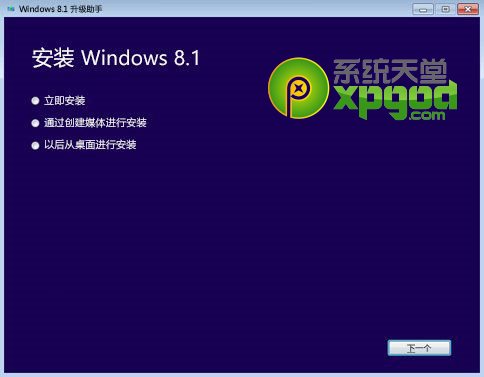 Windows 8.1 升级助手
安装 Windows 8.1
系统天堂
xpgod
.com
立即安装
通过创建媒体进行安装
以后从桌面进行安装
下一个